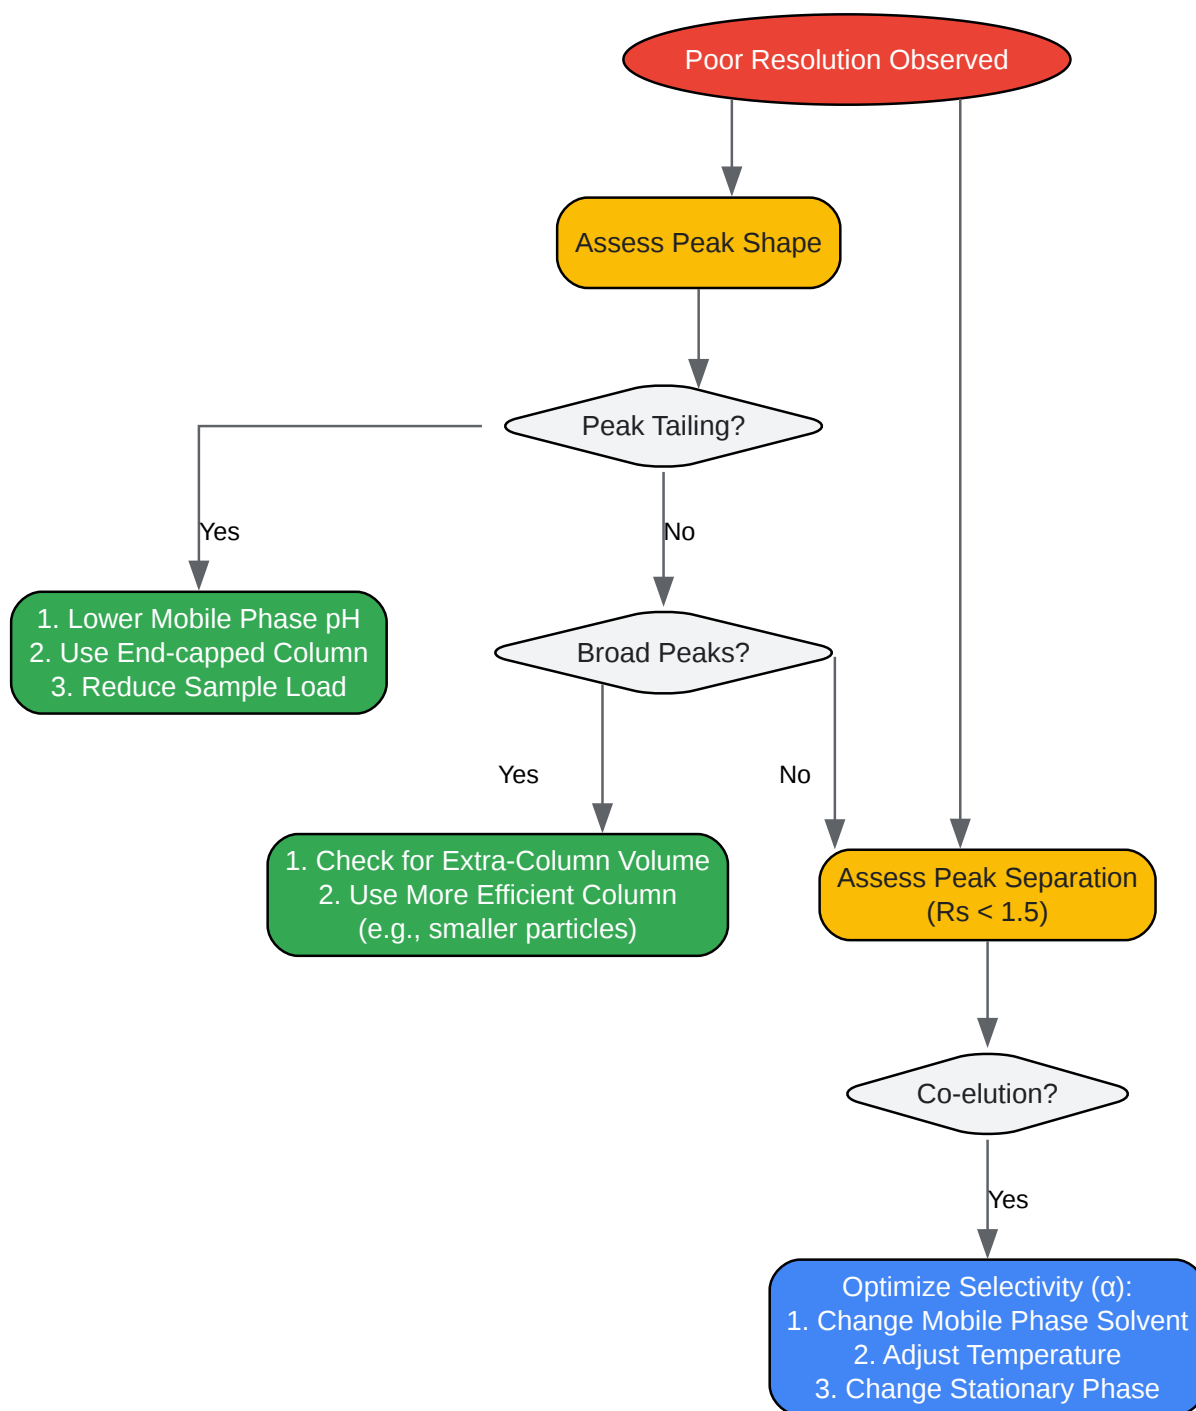 Poor Resolution Observed
Assess Peak Shape
Peak Tailing?
Yes
No
1. Lower Mobile Phase pH
2. Use End-capped Column
3. Reduce Sample Load
Broad Peaks?
Yes
No
1. Check for Extra-Column Volume
2. Use More Efficient Column
(e.g., smaller particles)
Assess Peak Separation
(Rs < 1.5)
Co-elution?
Yes
Optimize Selectivity (α):
1. Change Mobile Phase Solvent
2. Adjust Temperature
3. Change Stationary Phase